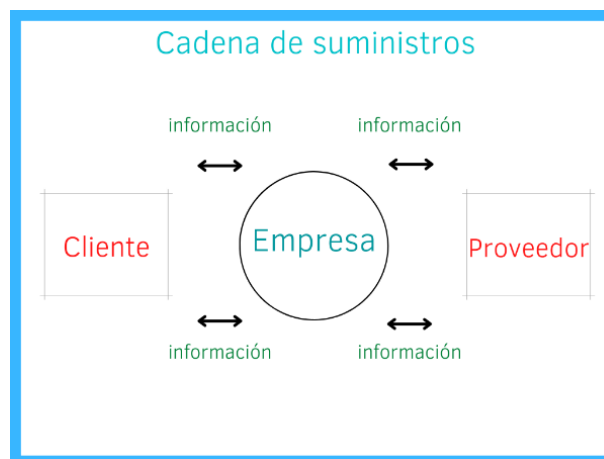 Cadena de suministros
información
información
Cliente
Empresa
Proveedor
información
información